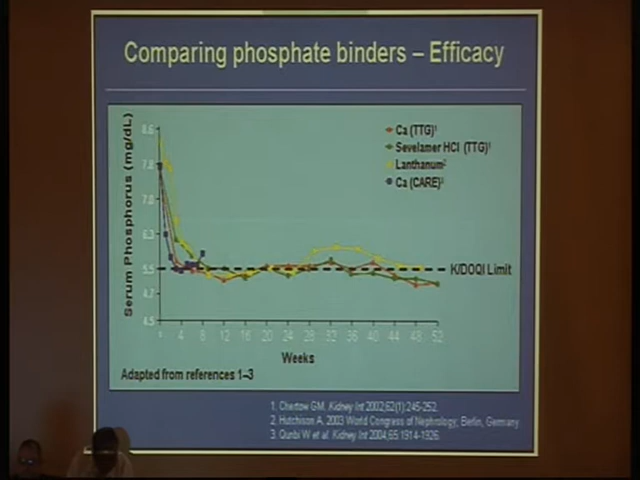 Comparing phosphate binders – Efficacy
Serum Phosphorus (mg/dL)
8.6
7.8
7.0
6.3
5.5
4.7
4.5
Ca (TTG)¹
Sevelamer HCl (TTG)¹
Lanthanum²
Ca (CARE)³
K/DOQI Limit
4 8 12 16 20 24 28 32 36 40 44 48 52
Weeks
Adapted from references 1–3
1. Chertow GM. Kidney Int 2002;62(1):245-252.
2. Hutchison A. 2003 World Congress of Nephrology, Berlin, Germany
3. Qunibi W et al. Kidney Int 2004;65:1914-1926.